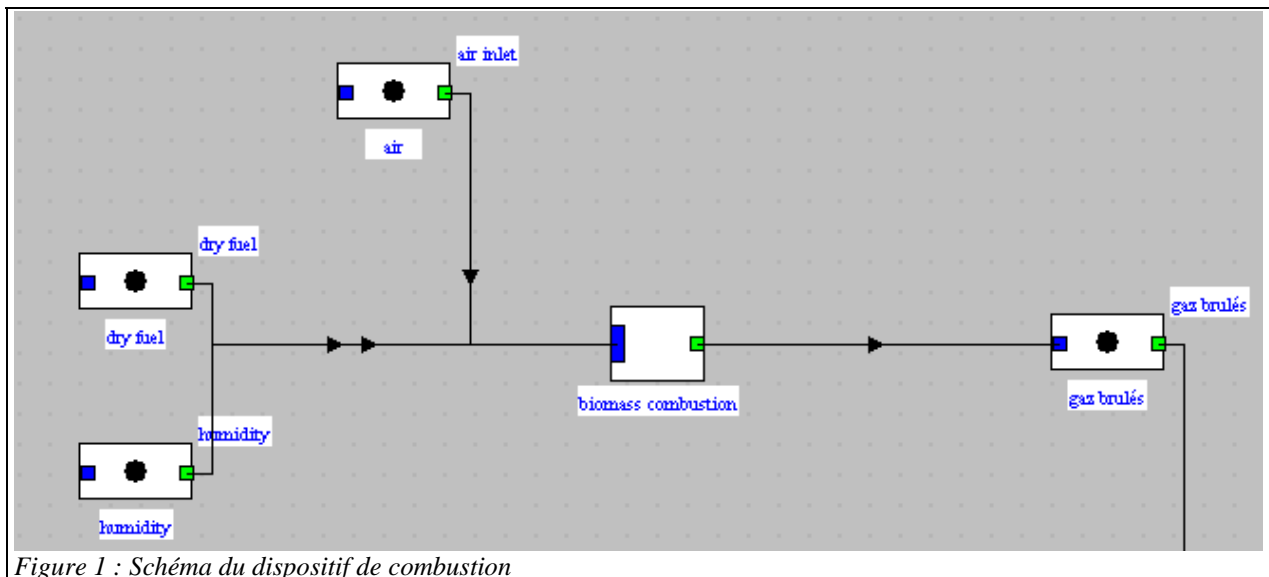 air inlet
air
dry fuel
dry fuel
gaz brulés
biomass combustion
gaz brulés
humidity
humidity
Figure 1 : Schéma du dispositif de combustion